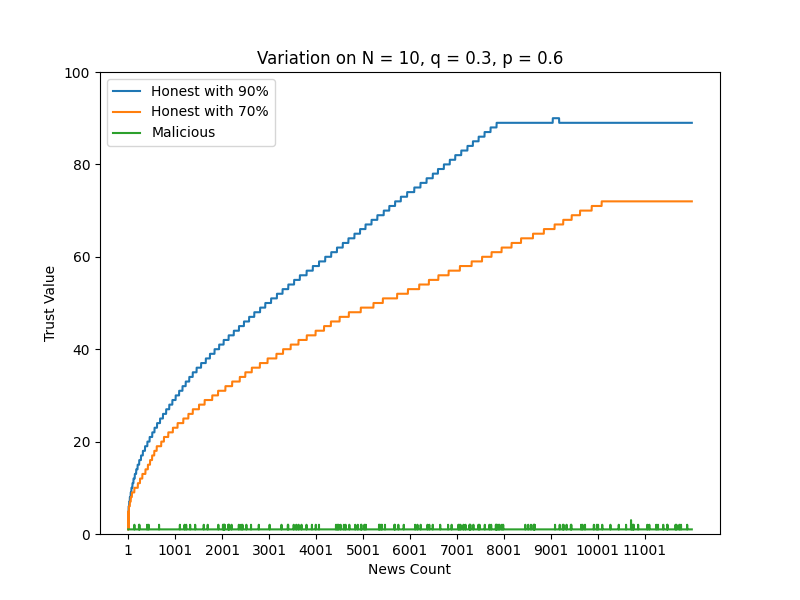 Variation on N = 10, q = 0.3, p = 0.6
Honest with 90%
Honest with 70%
Malicious
Trust Value
100
80
60
40
20
0
1 1001 2001 3001 4001 5001 6001 7001 8001 9001 10001 11001
News Count